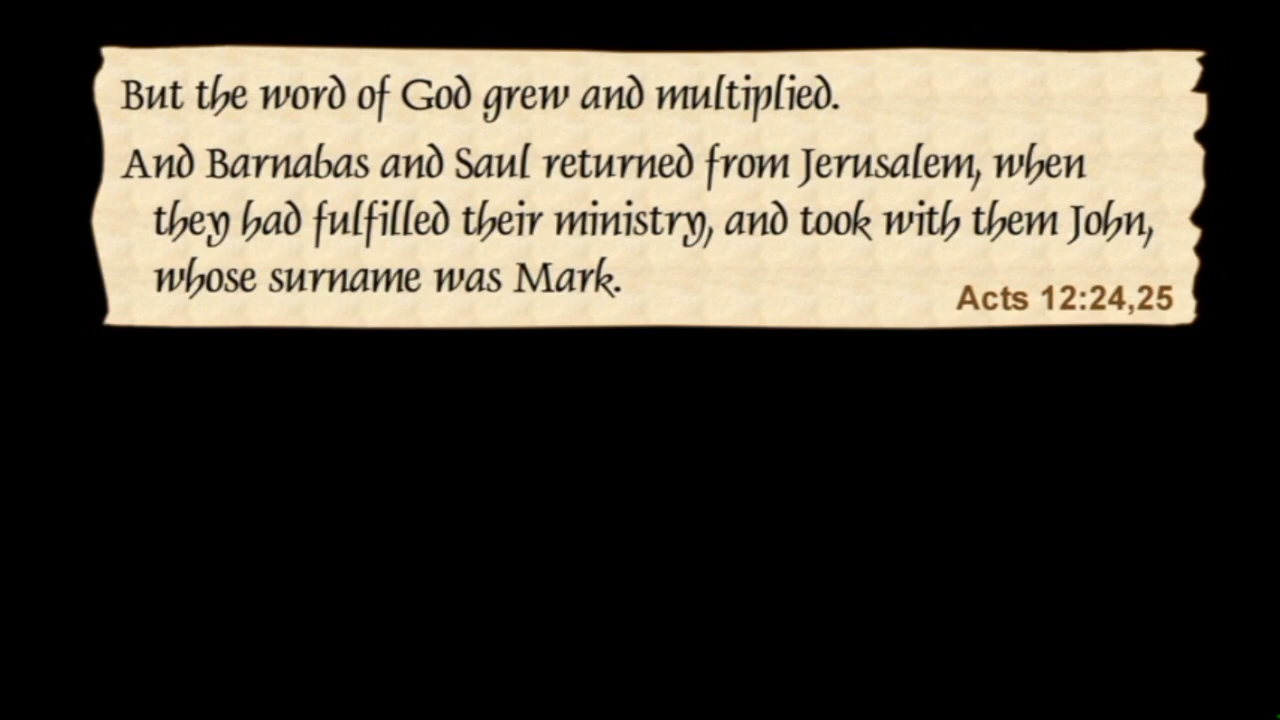 But the word of God grew and multiplied.
And Barnabas and Saul returned from Jerusalem, when
they had fulfilled their ministry, and took with them John,
whose surname was Mark.
Acts 12:24,25